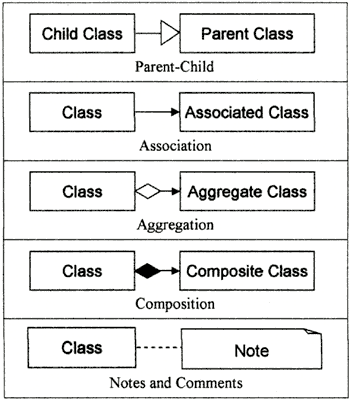 Child Class Parent Class
Parent-Child
Class Associated Class
Association
Class Aggregate Class
Aggregation
Class Composite Class
Composition
Class Note
Notes and Comments